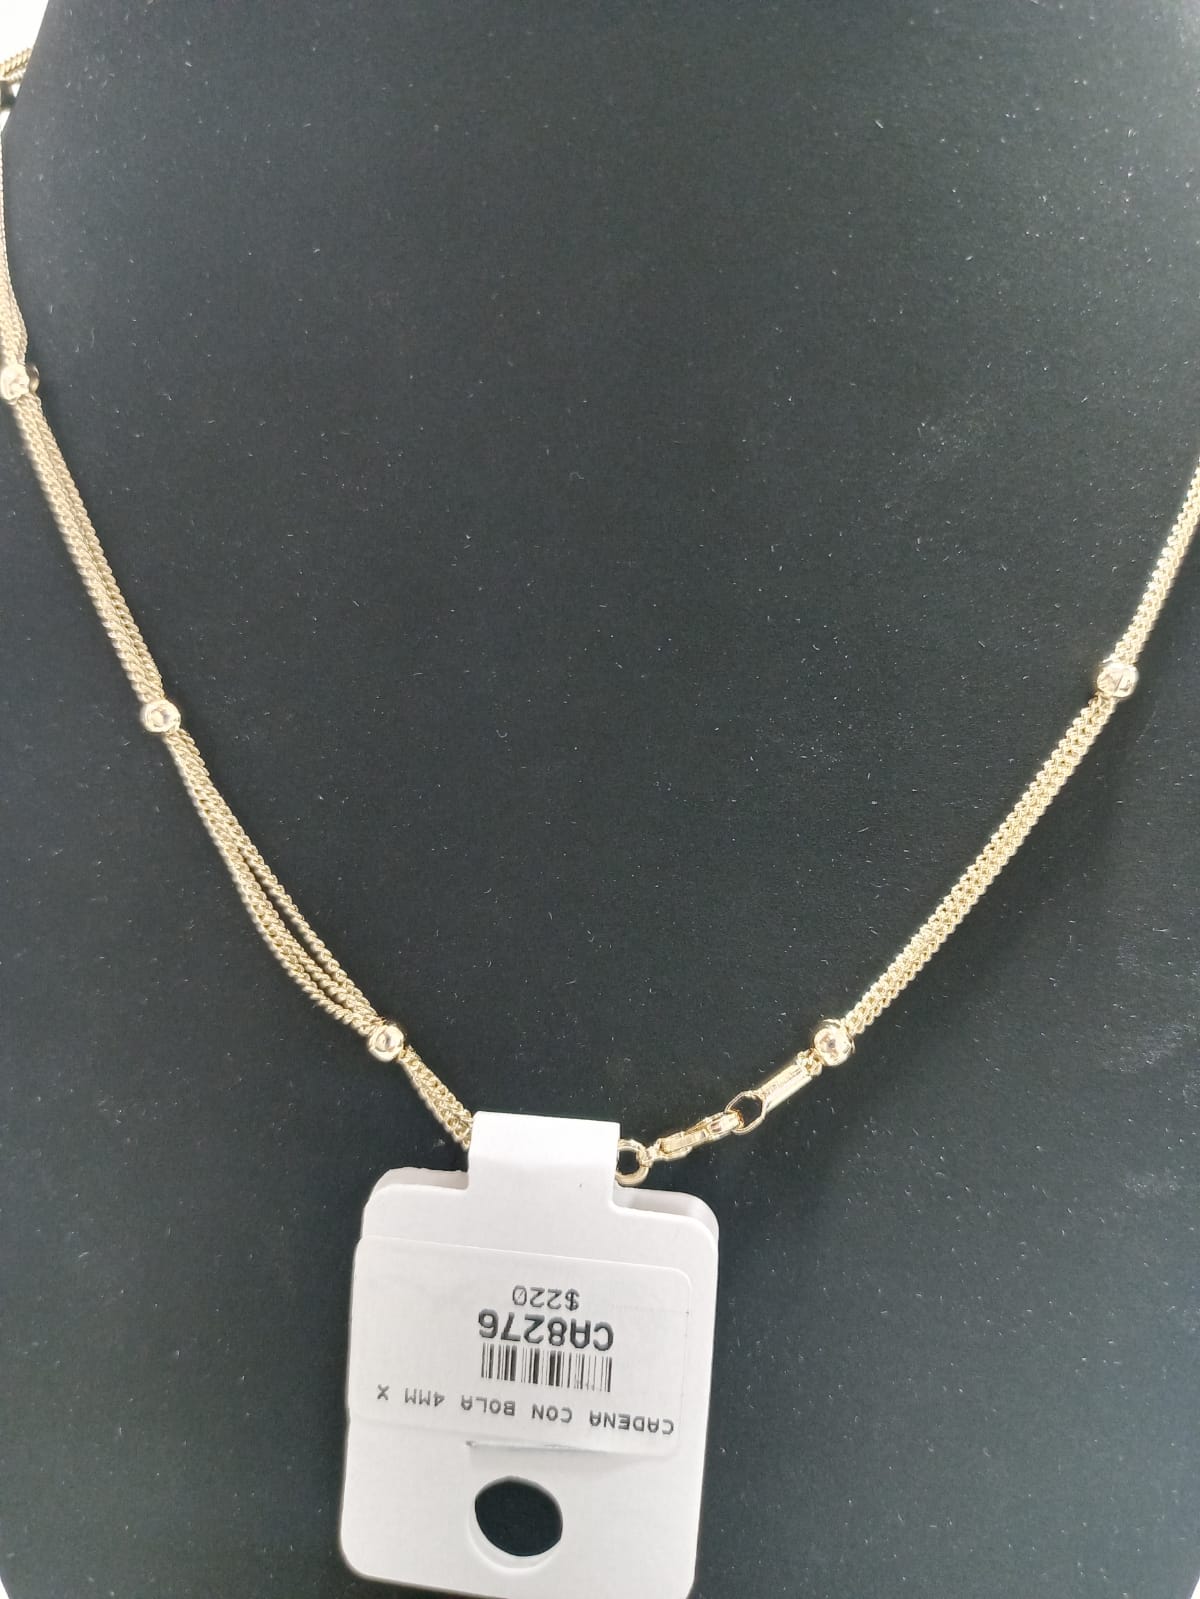 CADENA CON BOLA 4MM X
CA8276
$220